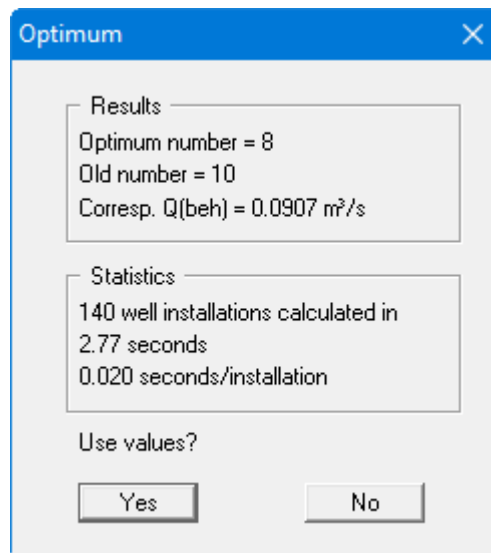 Optimum
Results
Optimum number = 8
Old number = 10
Corresp. Q(beh) = 0.0907 m³/s
Statistics
140 well installations calculated in
2.77 seconds
0.020 seconds/installation
Use values?
Yes
No